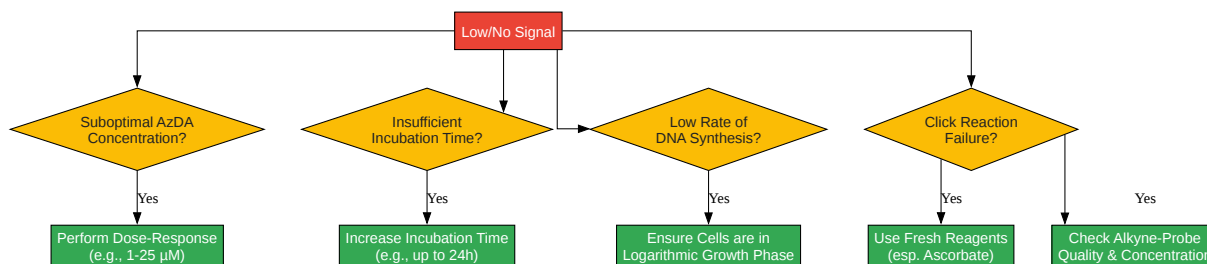 Low/No Signal
Suboptimal AzDA
Concentration?
Insufficient
Incubation Time?
Low Rate of
DNA Synthesis?
Click Reaction
Failure?
Yes
Yes
Yes
Yes
Yes
Perform Dose-Response
(e.g., 1-25 µM)
Increase Incubation Time
(e.g., up to 24h)
Ensure Cells are in
Logarithmic Growth Phase
Use Fresh Reagents
(esp. Ascorbate)
Check Alkyne-Probe
Quality & Concentration